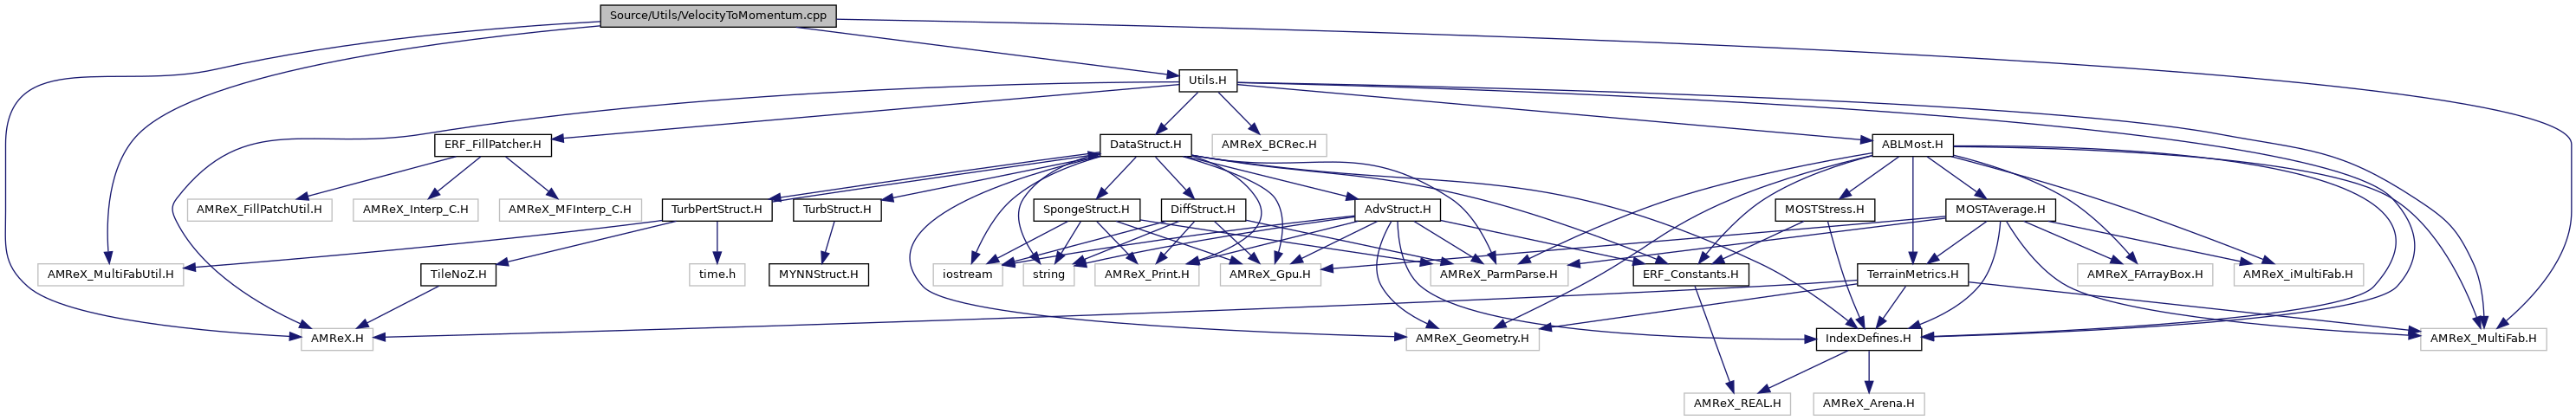 Source/Utils/VelocityToMomentum.cpp
Utils.H
ERF_FillPatcher.H
DataStruct.H
AMReX_BCRec.H
ABLMost.H
AMReX_FillPatchUtil.H
AMReX_Interp_C.H
AMReX_MFInterp_C.H
TurbPertStruct.H
TurbStruct.H
SpongeStruct.H
DiffStruct.H
AdvStruct.H
MOSTStress.H
MOSTAverage.H
AMReX_MultiFabUtil.H
TileNoZ.H
time.h
MYNNStruct.H
iostream
string
AMReX_Print.H
AMReX_Gpu.H
AMReX_ParmParse.H
ERF_Constants.H
TerrainMetrics.H
AMReX_FArrayBox.H
AMReX_iMultiFab.H
AMReX.H
AMReX_Geometry.H
IndexDefines.H
AMReX_MultiFab.H
AMReX_REAL.H
AMReX_Arena.H